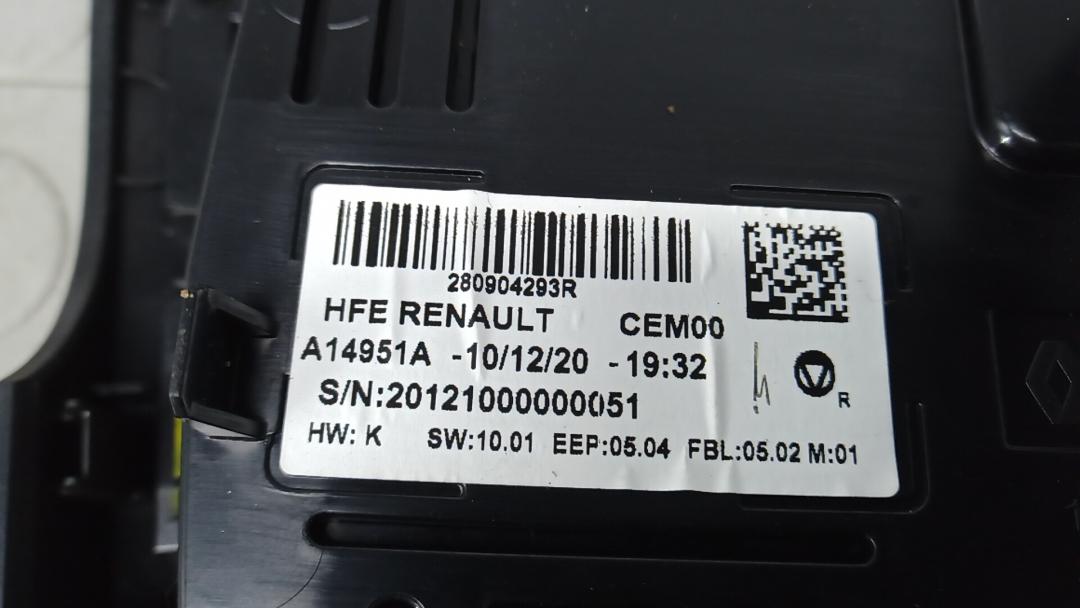 280904293R
HFE RENAULT CEM00
A14951A -10/12/20 -19:32
S/N:20121000000051
R
HW: K SW:10.01 EEP:05.04 FBL:05.02 M:01